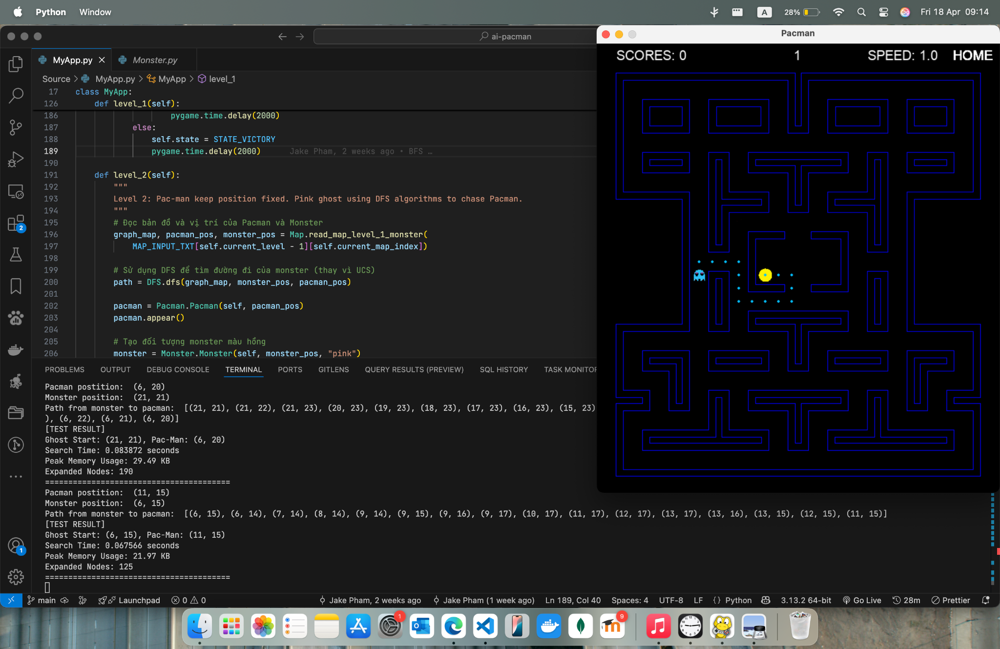 Python Window
A 28% Fri 18 Apr 09:14
ai-pacman
MyApp.py Monster.py
Source > MyApp.py > MyApp > level_1
17 class MyApp:
126 def level_1(self):
186 pygame.time.delay(2000)
187 else:
188 self.state = STATE_VICTORY
189 pygame.time.delay(2000) Jake Pham, 2 weeks ago • BFS …
190
191 def level_2(self):
192 """
193 Level 2: Pac-man keep position fixed. Pink ghost using DFS algorithms to chase Pacman.
194 """
195 # Đọc bản đồ và vị trí của Pacman và Monster
196 graph_map, pacman_pos, monster_pos = Map.read_map_level_1_monster(
197 MAP_INPUT_TXT[self.current_level - 1][self.current_map_index])
198
199 # Sử dụng DFS để tìm đường đi của monster (thay vì UCS)
200 path = DFS.dfs(graph_map, monster_pos, pacman_pos)
201
202 pacman = Pacman.Pacman(self, pacman_pos)
203 pacman.appear()
204
205 # Tạo đối tượng monster màu hồng
206 monster = Monster.Monster(self, monster_pos, "pink")
2
PROBLEMS OUTPUT DEBUG CONSOLE TERMINAL PORTS GITLENS QUERY RESULTS (PREVIEW) SQL HISTORY TASK MONITOR
Pacman postition:  (6, 20)
Monster position:  (21, 21)
Path from monster to pacman:  [(21, 21), (21, 22), (21, 23), (20, 23), (19, 23), (18, 23), (17, 23), (16, 23), (15, 23)
), (6, 22), (6, 21), (6, 20)]
[TEST RESULT]
Ghost Start: (21, 21), Pac-Man: (6, 20)
Search Time: 0.083872 seconds
Peak Memory Usage: 29.49 KB
Expanded Nodes: 190
========================================
Pacman postition:  (11, 15)
Monster position:  (6, 15)
Path from monster to pacman:  [(6, 15), (6, 14), (7, 14), (8, 14), (9, 14), (9, 15), (9, 16), (9, 17), (10, 17), (11, 17), (12, 17), (13, 17), (13, 16), (13, 15), (12, 15), (11, 15)]
[TEST RESULT]
Ghost Start: (6, 15), Pac-Man: (11, 15)
Search Time: 0.067566 seconds
Peak Memory Usage: 21.97 KB
Expanded Nodes: 125
========================================
1
main Launchpad 0 0 Jake Pham, 2 weeks ago Jake Pham (1 week ago) Ln 189, Col 40 Spaces: 4 UTF-8 LF {} Python 3.13.2 64-bit Go Live 28m Prettier
Pacman
SCORES: 0 1 SPEED: 1.0 HOME
1
9